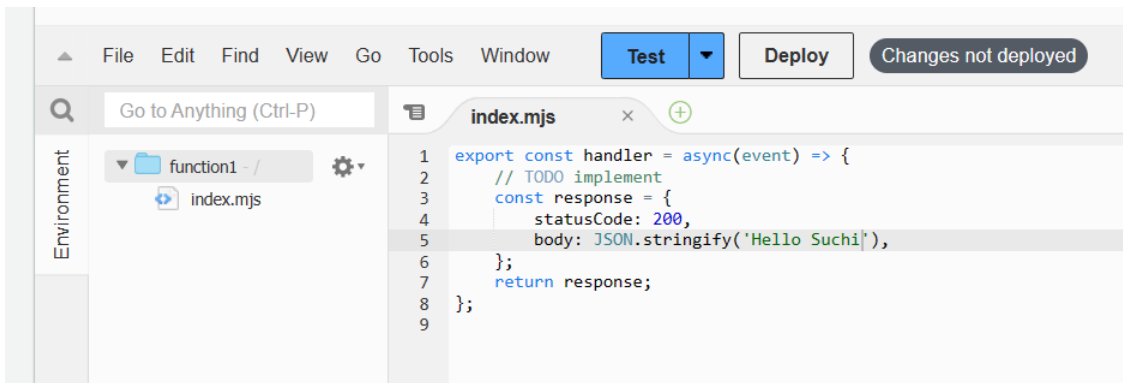 File Edit Find View Go Tools Window Test Deploy Changes not deployed
Go to Anything (Ctrl-P)
index.mjs
Environment
function1 - /
index.mjs
1 export const handler = async(event) => {
2     // TODO implement
3     const response = {
4         statusCode: 200,
5         body: JSON.stringify('Hello Suchi'),
6     };
7     return response;
8 };
9